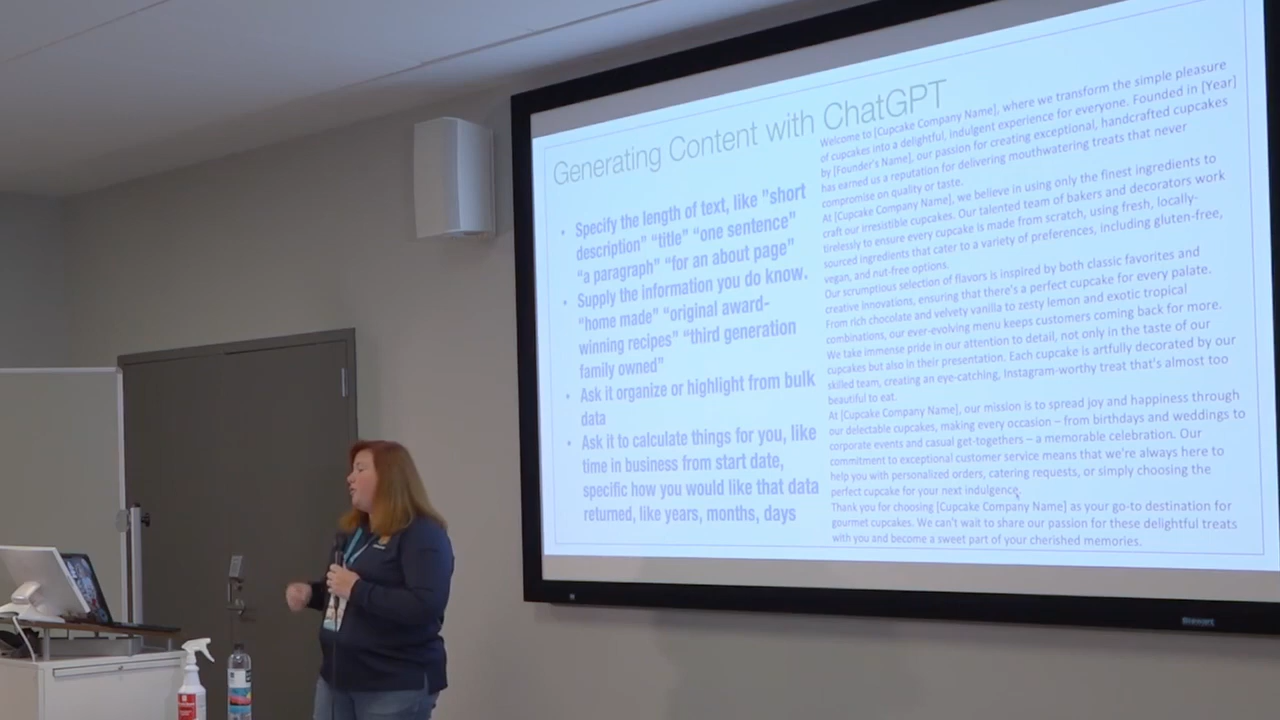 Generating Content with ChatGPT
• Specify the length of text, like "short
description" "title" "one sentence"
"a paragraph" "for an about page"
• Supply the information you do know.
"home made" "original award-
winning recipes" "third generation
family owned"
• Ask it organize or highlight from bulk
data
• Ask it to calculate things for you, like
time in business from start date,
specific how you would like that data
returned, like years, months, days
Welcome to [Cupcake Company Name], where we transform the simple pleasure
of cupcakes into a delightful, indulgent experience for everyone. Founded in [Year]
by [Founder's Name], our passion for creating exceptional, handcrafted cupcakes
has earned us a reputation for delivering mouthwatering treats that never
compromise on quality or taste.
At [Cupcake Company Name], we believe in using only the finest ingredients to
craft our irresistible cupcakes. Our talented team of bakers and decorators work
tirelessly to ensure every cupcake is made from scratch, using fresh, locally-
sourced ingredients that cater to a variety of preferences, including gluten-free,
vegan, and nut-free options.
Our scrumptious selection of flavors is inspired by both classic favorites and
creative innovations, ensuring that there's a perfect cupcake for every palate.
From rich chocolate and velvety vanilla to zesty lemon and exotic tropical
combinations, our ever-evolving menu keeps customers coming back for more.
We take immense pride in our attention to detail, not only in the taste of our
cupcakes but also in their presentation. Each cupcake is artfully decorated by our
skilled team, creating an eye-catching, Instagram-worthy treat that's almost too
beautiful to eat.
At [Cupcake Company Name], our mission is to spread joy and happiness through
our delectable cupcakes, making every occasion – from birthdays and weddings to
corporate events and casual get-togethers – a memorable celebration. Our
commitment to exceptional customer service means that we're always here to
help you with personalized orders, catering requests, or simply choosing the
perfect cupcake for your next indulgence.
Thank you for choosing [Cupcake Company Name] as your go-to destination for
gourmet cupcakes. We can't wait to share our passion for these delightful treats
with you and become a sweet part of your cherished memories.
Stewart